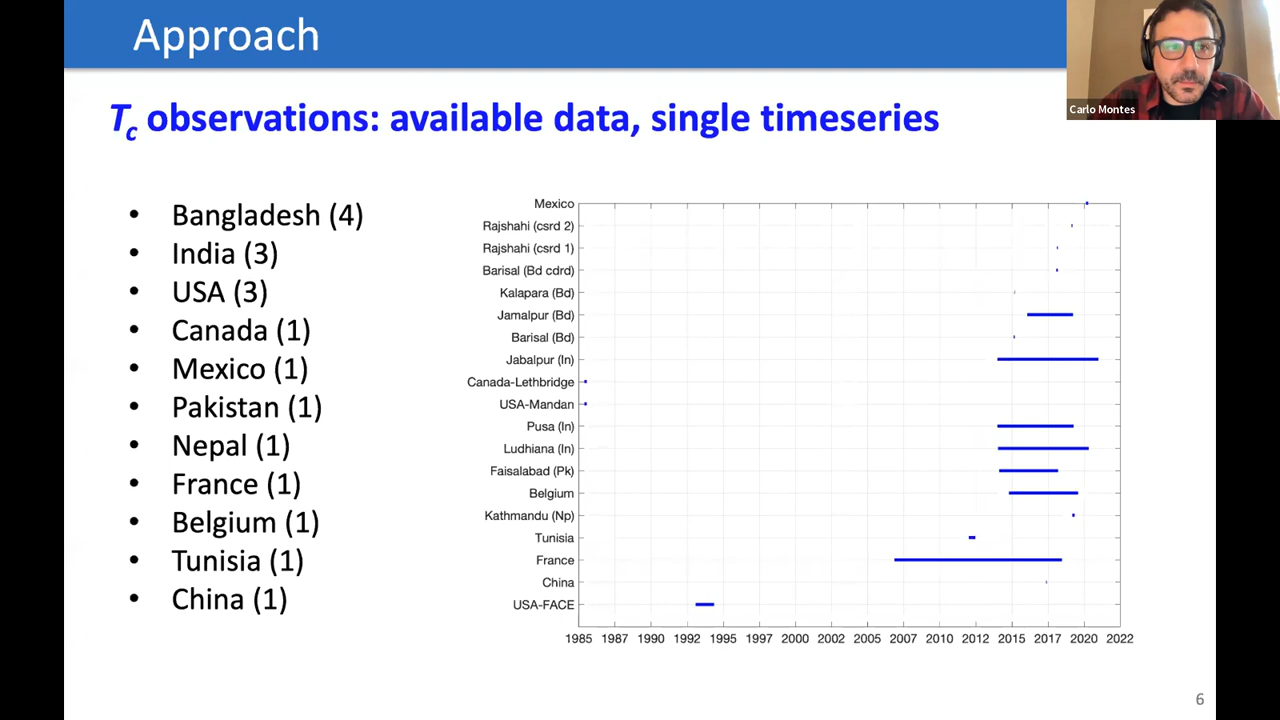 Approach
Carlo Montes
Tc observations: available data, single timeseries
• Bangladesh (4)
• India (3)
• USA (3)
• Canada (1)
• Mexico (1)
• Pakistan (1)
• Nepal (1)
• France (1)
• Belgium (1)
• Tunisia (1)
• China (1)
Mexico
Rajshahi (csrd 2)
Rajshahi (csrd 1)
Barisal (Bd cdrd)
Kalapara (Bd)
Jamalpur (Bd)
Barisal (Bd)
Jabalpur (In)
Canada-Lethbridge
USA-Mandan
Pusa (In)
Ludhiana (In)
Faisalabad (Pk)
Belgium
Kathmandu (Np)
Tunisia
France
China
USA-FACE
1985 1987 1990 1992 1995 1997 2000 2002 2005 2007 2010 2012 2015 2017 2020 2022
6